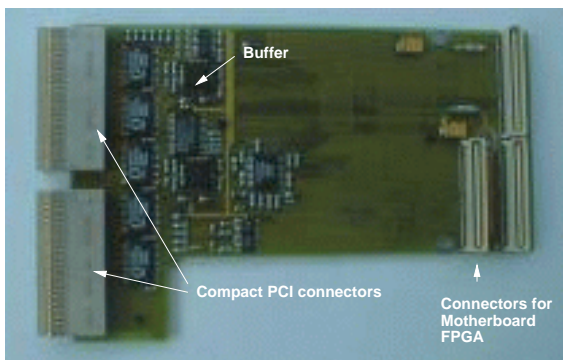 Buffer
Compact PCI connectors
Connectors for
Motherboard
FPGA